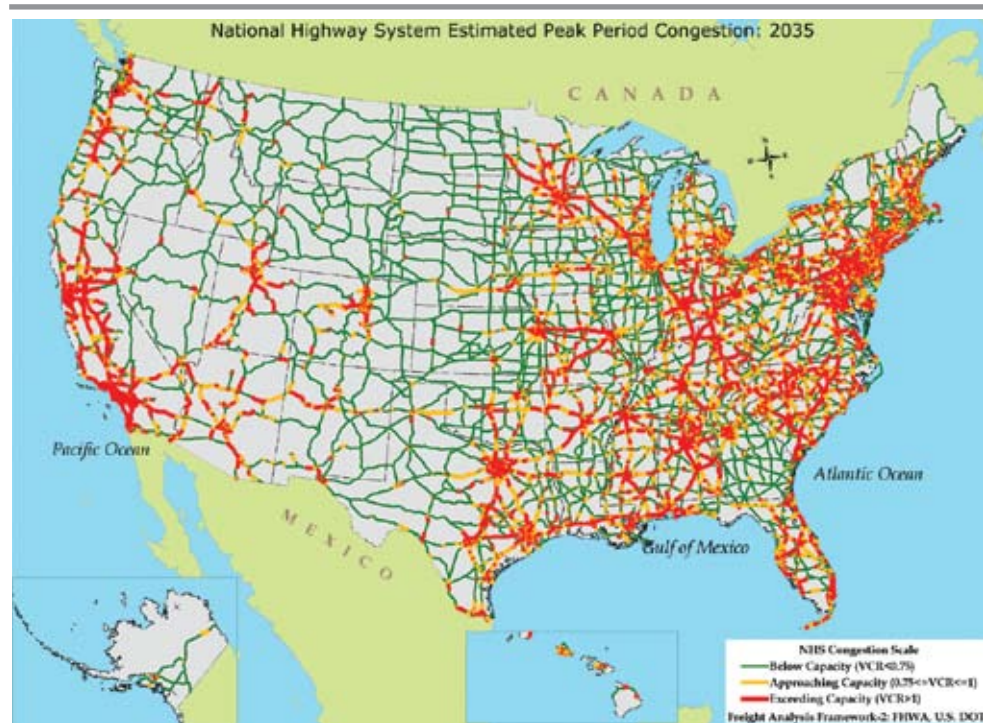 National Highway System Estimated Peak Period Congestion: 2035
CANADA
Pacific Ocean
Atlantic Ocean
MEXICO
Gulf of Mexico
NHS Congestion Scale
Below Capacity (VCR<0.75)
Approaching Capacity (0.75<=VCR<=1)
Exceeding Capacity (VCR>1)
Freight Analysis Framework-2: FHWA, U.S. DOT